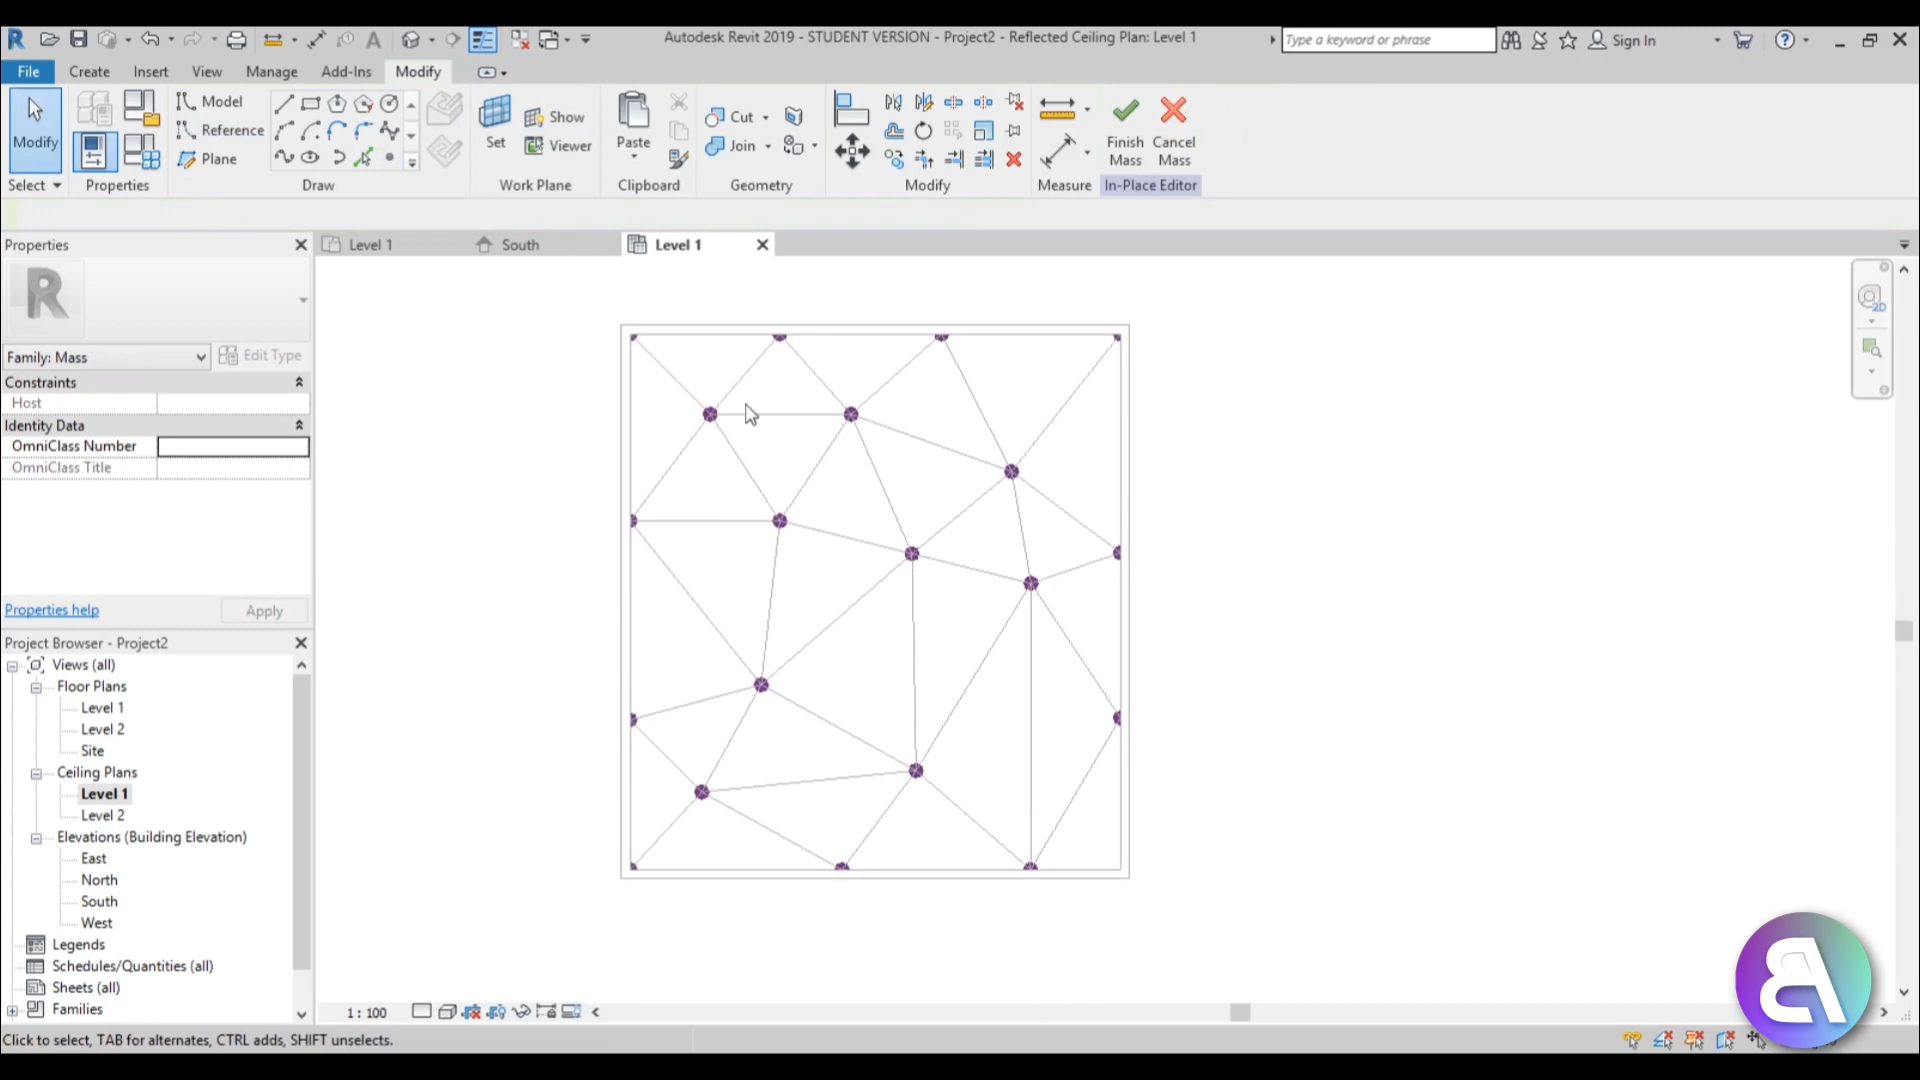 Autodesk Revit 2019 - STUDENT VERSION - Project2 - Reflected Ceiling Plan: Level 1
Type a keyword or phrase
Sign In
File Create Insert View Manage Add-Ins Modify
Modify
Model
Reference
Plane
Set
Show
Viewer
Paste
Cut
Join
Finish Mass
Cancel Mass
Select Properties Draw Work Plane Clipboard Geometry Modify Measure In-Place Editor
Properties
Level 1 South Level 1
2D
Family: Mass
Edit Type
Constraints
Host
Identity Data
OmniClass Number
OmniClass Title
Properties help
Apply
Project Browser - Project2
Views (all)
Floor Plans
Level 1
Level 2
Site
Ceiling Plans
Level 1
Level 2
Elevations (Building Elevation)
East
North
South
West
Legends
Schedules/Quantities (all)
Sheets (all)
Families
1 : 100
Click to select, TAB for alternates, CTRL adds, SHIFT unselects.